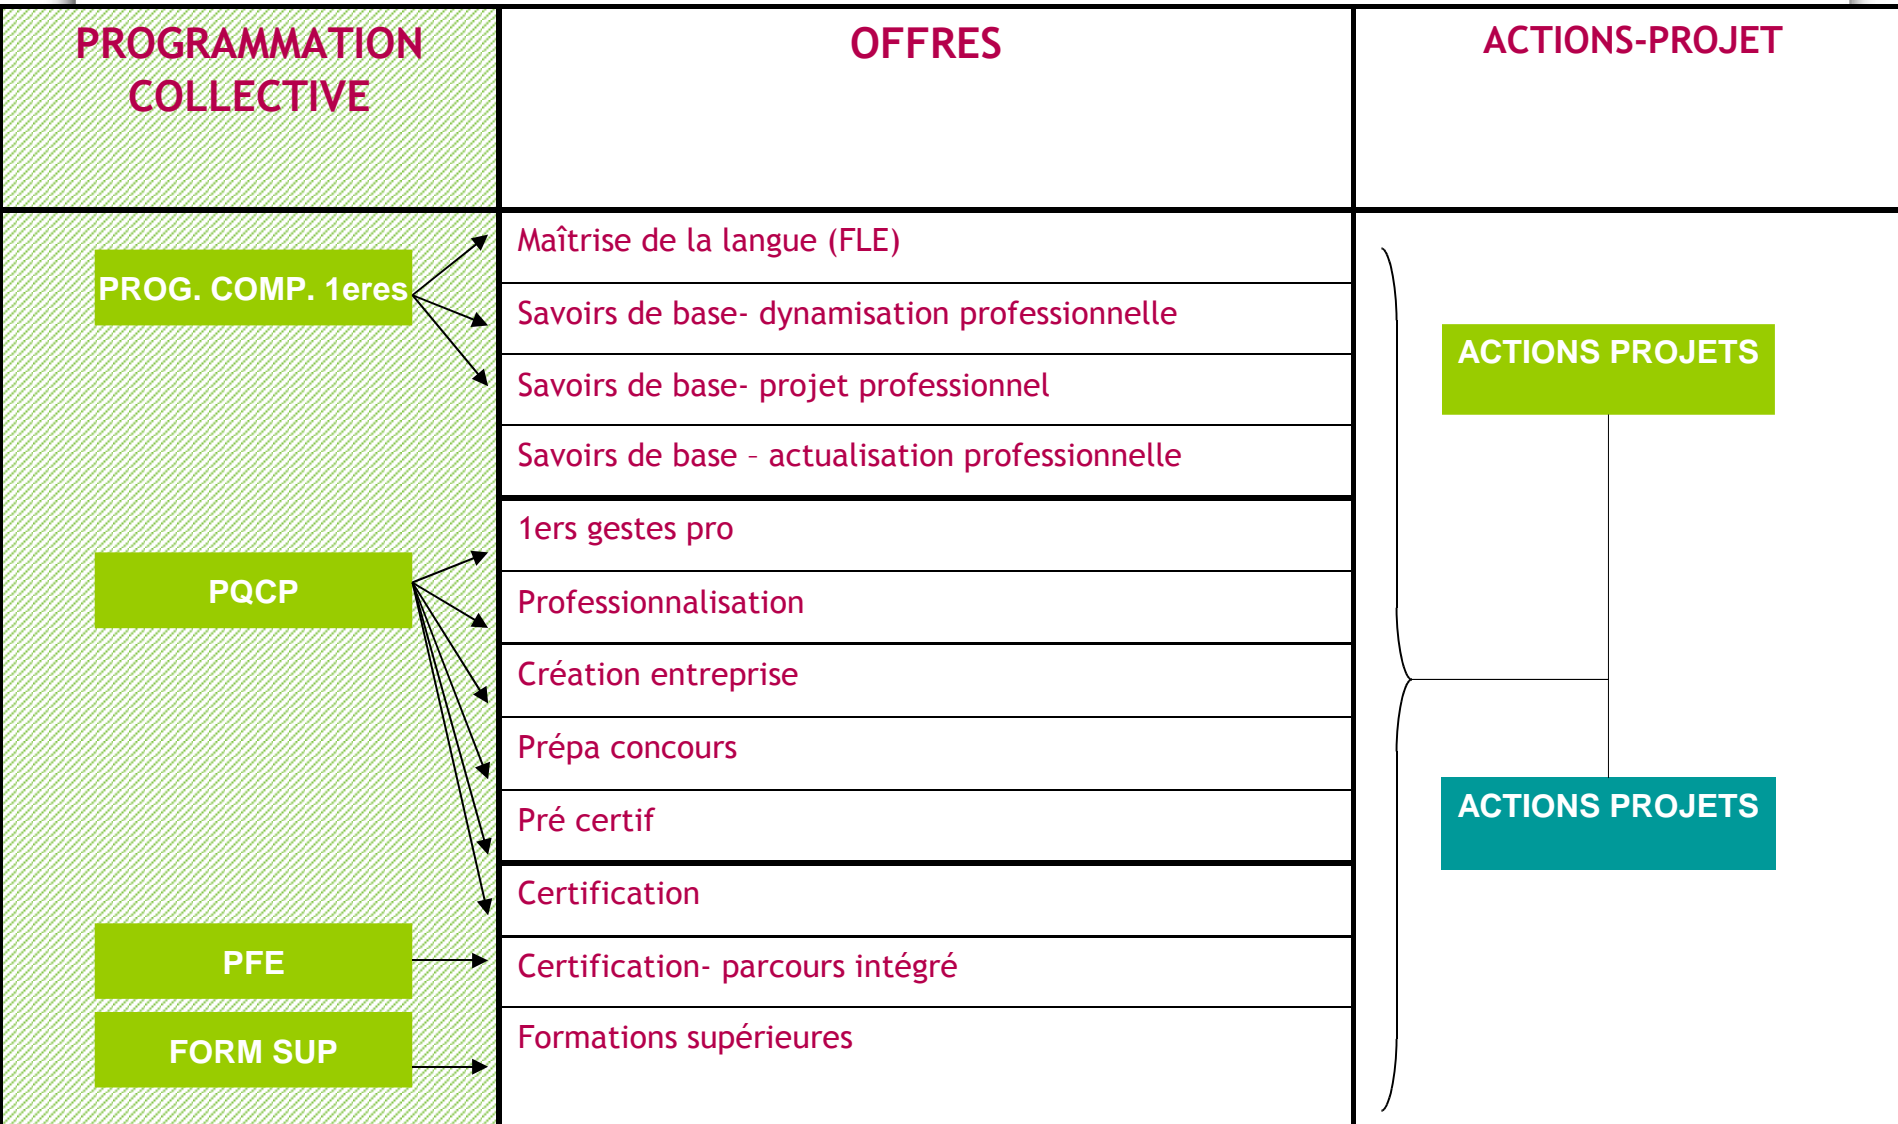 PROGRAMMATION
COLLECTIVE
OFFRES
ACTIONS-PROJET
PROG. COMP. 1eres
PQCP
PFE
FORM SUP
Maîtrise de la langue (FLE)
Savoirs de base- dynamisation professionnelle
Savoirs de base- projet professionnel
Savoirs de base – actualisation professionnelle
1ers gestes pro
Professionnalisation
Création entreprise
Prépa concours
Pré certif
Certification
Certification- parcours intégré
Formations supérieures
ACTIONS PROJETS
ACTIONS PROJETS